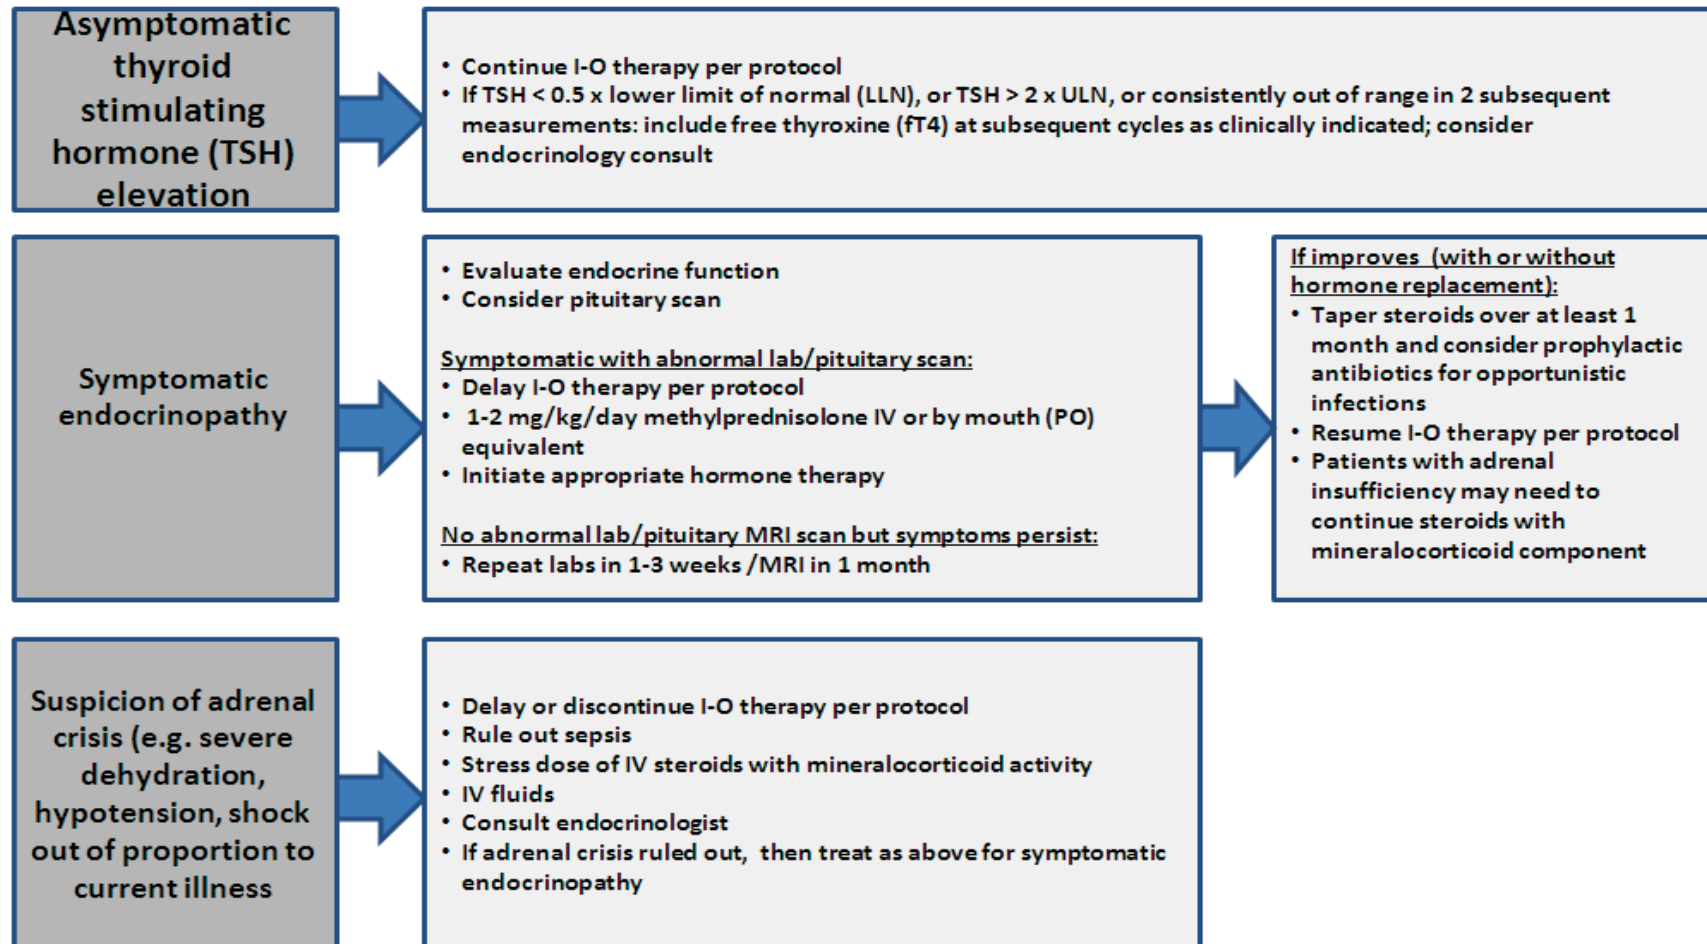 Asymptomatic
thyroid
stimulating
hormone (TSH)
elevation
• Continue I-O therapy per protocol
• If TSH < 0.5 x lower limit of normal (LLN), or TSH > 2 x ULN, or consistently out of range in 2 subsequent
measurements: include free thyroxine (fT4) at subsequent cycles as clinically indicated; consider
endocrinology consult
Symptomatic
endocrinopathy
• Evaluate endocrine function
• Consider pituitary scan
Symptomatic with abnormal lab/pituitary scan:
• Delay I-O therapy per protocol
• 1-2 mg/kg/day methylprednisolone IV or by mouth (PO)
equivalent
• Initiate appropriate hormone therapy
No abnormal lab/pituitary MRI scan but symptoms persist:
• Repeat labs in 1-3 weeks /MRI in 1 month
If improves (with or without
hormone replacement):
• Taper steroids over at least 1
month and consider prophylactic
antibiotics for opportunistic
infections
• Resume I-O therapy per protocol
• Patients with adrenal
insufficiency may need to
continue steroids with
mineralocorticoid component
Suspicion of adrenal
crisis (e.g. severe
dehydration,
hypotension, shock
out of proportion to
current illness
• Delay or discontinue I-O therapy per protocol
• Rule out sepsis
• Stress dose of IV steroids with mineralocorticoid activity
• IV fluids
• Consult endocrinologist
• If adrenal crisis ruled out, then treat as above for symptomatic
endocrinopathy